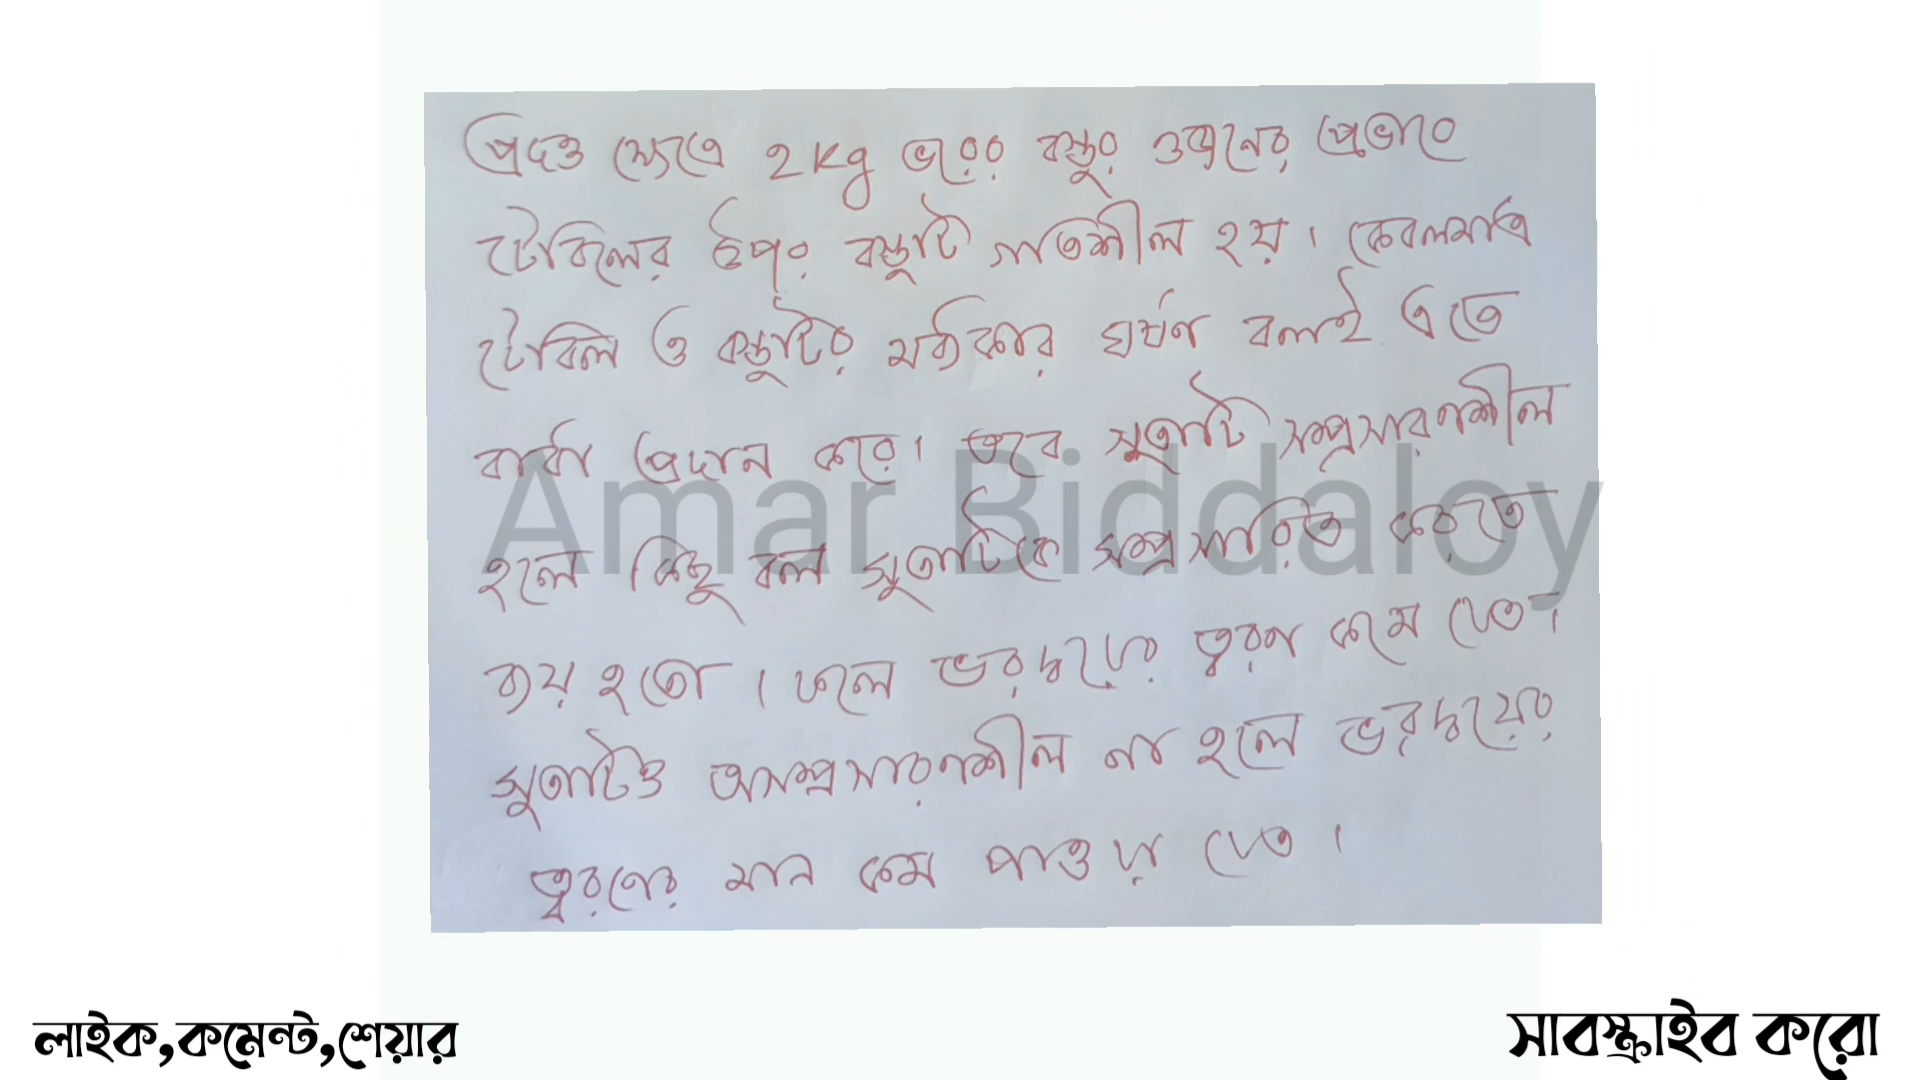 প্রদত্ত ক্ষেত্রে 2 Kg ভরের বস্তুর ওজনের প্রভাবে
টেবিলের উপর বস্তুটি গতিশীল হয়। কেবলমাত্র
টেবিল ও বস্তুটির মধ্যকার ঘর্ষণ বলই এতে
বাধা প্রদান করে। তবে সুতাটি সম্প্রসারণশীল
হলে কিছু বল সুতাটিকে সম্প্রসারিত করতে
ব্যয় হতো। ফলে ভরদ্বয়ের ত্বরণ কমে যেত।
সুতাটিও অসম্প্রসারণশীল না হলে ভরদ্বয়ের
ত্বরণের মান কম পাওয়া যেত।
Amar Biddaloy
লাইক,কমেন্ট,শেয়ার
সাবস্ক্রাইব করো